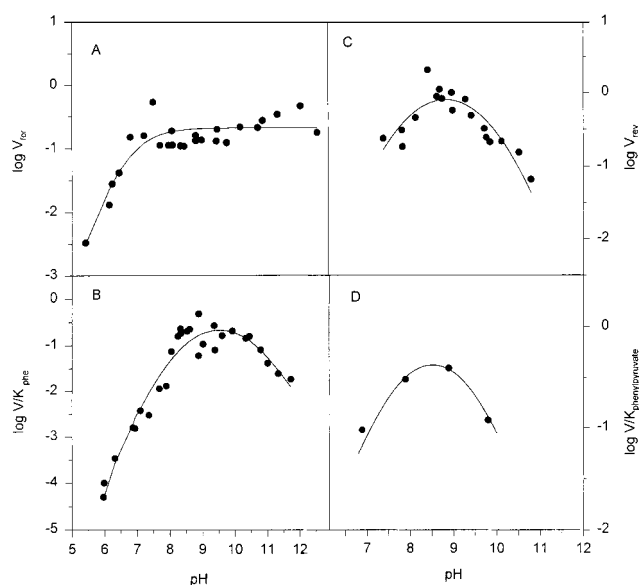 A
log V_for
1
0
-1
-2
-3
C
log V_rev
1
0
-1
-2
B
log V/K_phe
0
-1
-2
-3
-4
-5
5 6 7 8 9 10 11 12
pH
D
log V/K_phenylpyruvate
0
-1
-2
7 8 9 10 11 12
pH